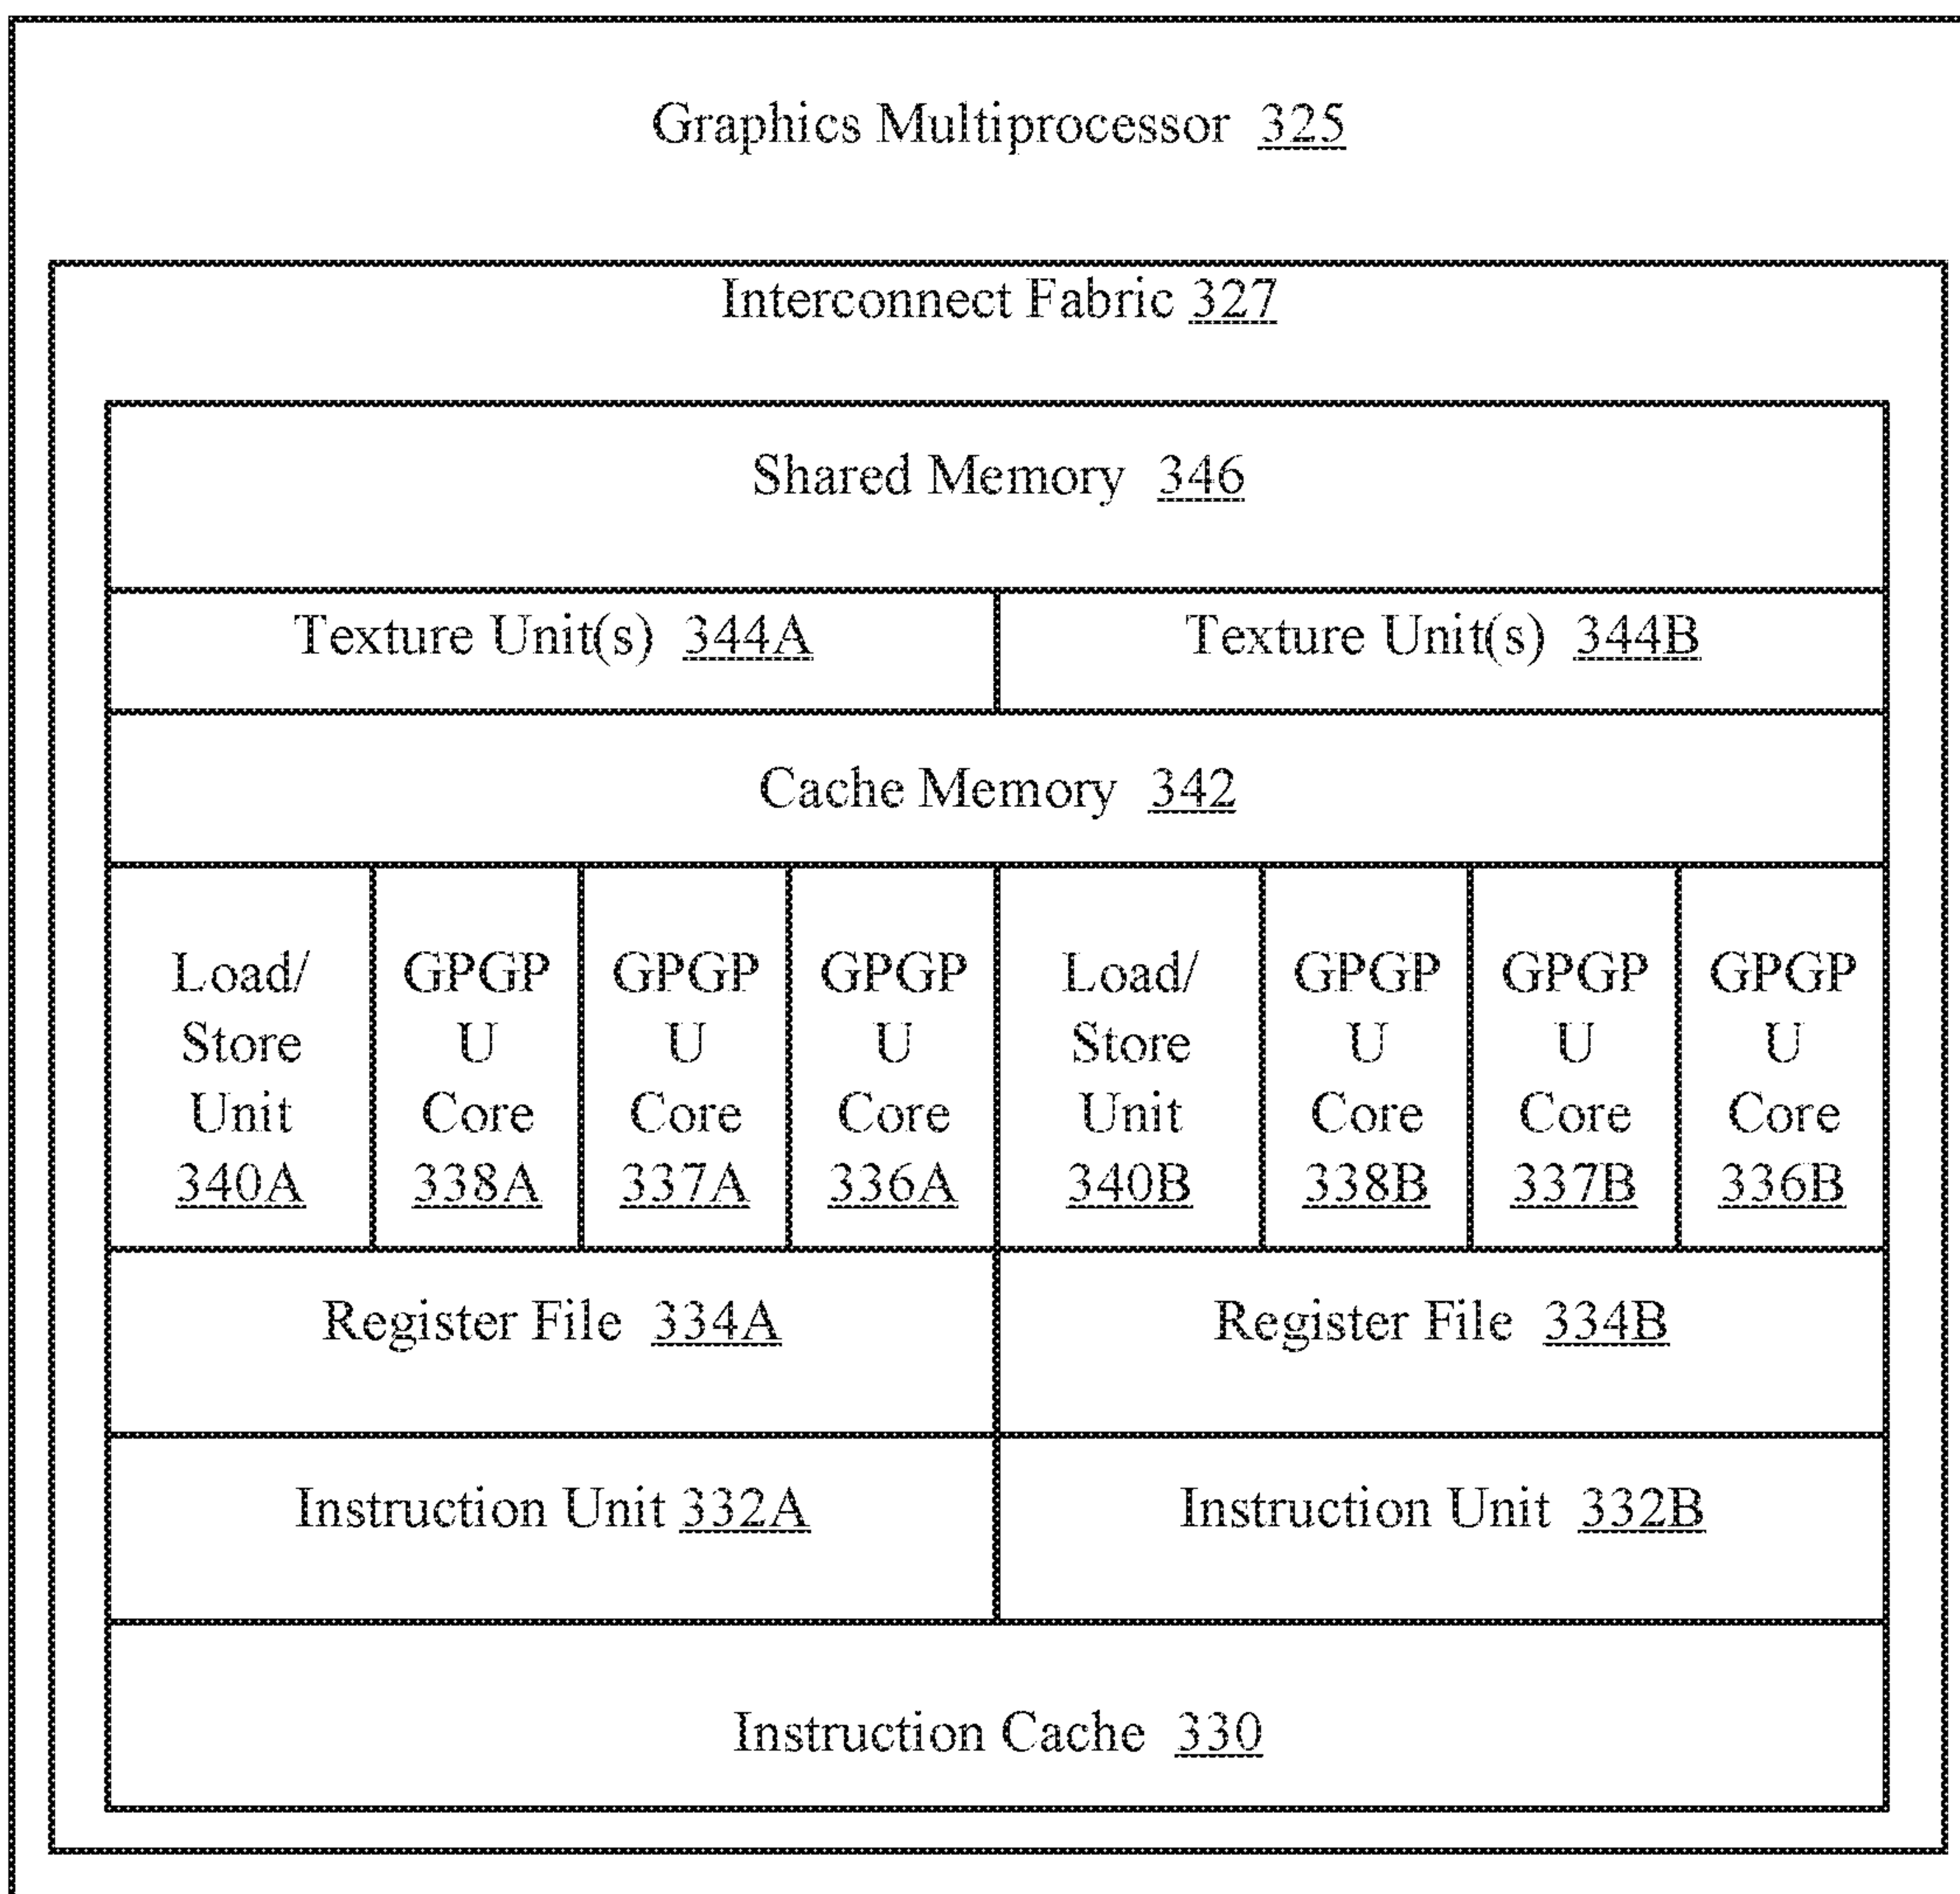 Graphics Multiprocessor 325
Interconnect Fabric 327
Shared Memory 346
Texture Unit(s) 344A
Texture Unit(s) 344B
Cache Memory 342
Load/
Store
Unit
340A
GPGP
U
Core
338A
GPGP
U
Core
337A
GPGP
U
Core
336A
Load/
Store
Unit
340B
GPGP
U
Core
338B
GPGP
U
Core
337B
GPGP
U
Core
336B
Register File 334A
Register File 334B
Instruction Unit 332A
Instruction Unit 332B
Instruction Cache 330